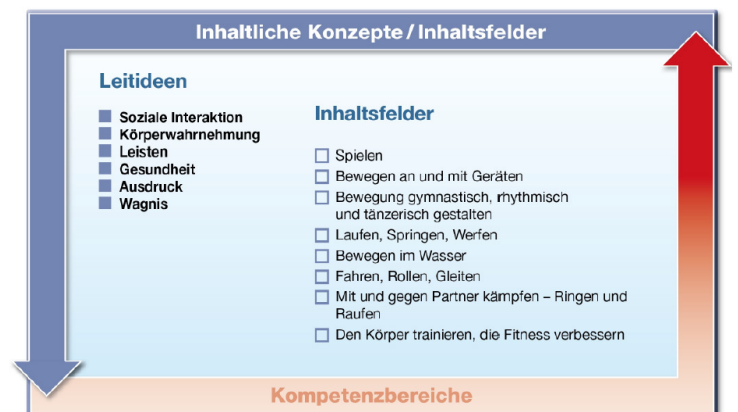 Inhaltliche Konzepte / Inhaltsfelder
Leitideen
Soziale Interaktion
Körperwahrnehmung
Leisten
Gesundheit
Ausdruck
Wagnis
Inhaltsfelder
Spielen
Bewegen an und mit Geräten
Bewegung gymnastisch, rhythmisch
und tänzerisch gestalten
Laufen, Springen, Werfen
Bewegen im Wasser
Fahren, Rollen, Gleiten
Mit und gegen Partner kämpfen – Ringen und
Raufen
Den Körper trainieren, die Fitness verbessern
Kompetenzbereiche